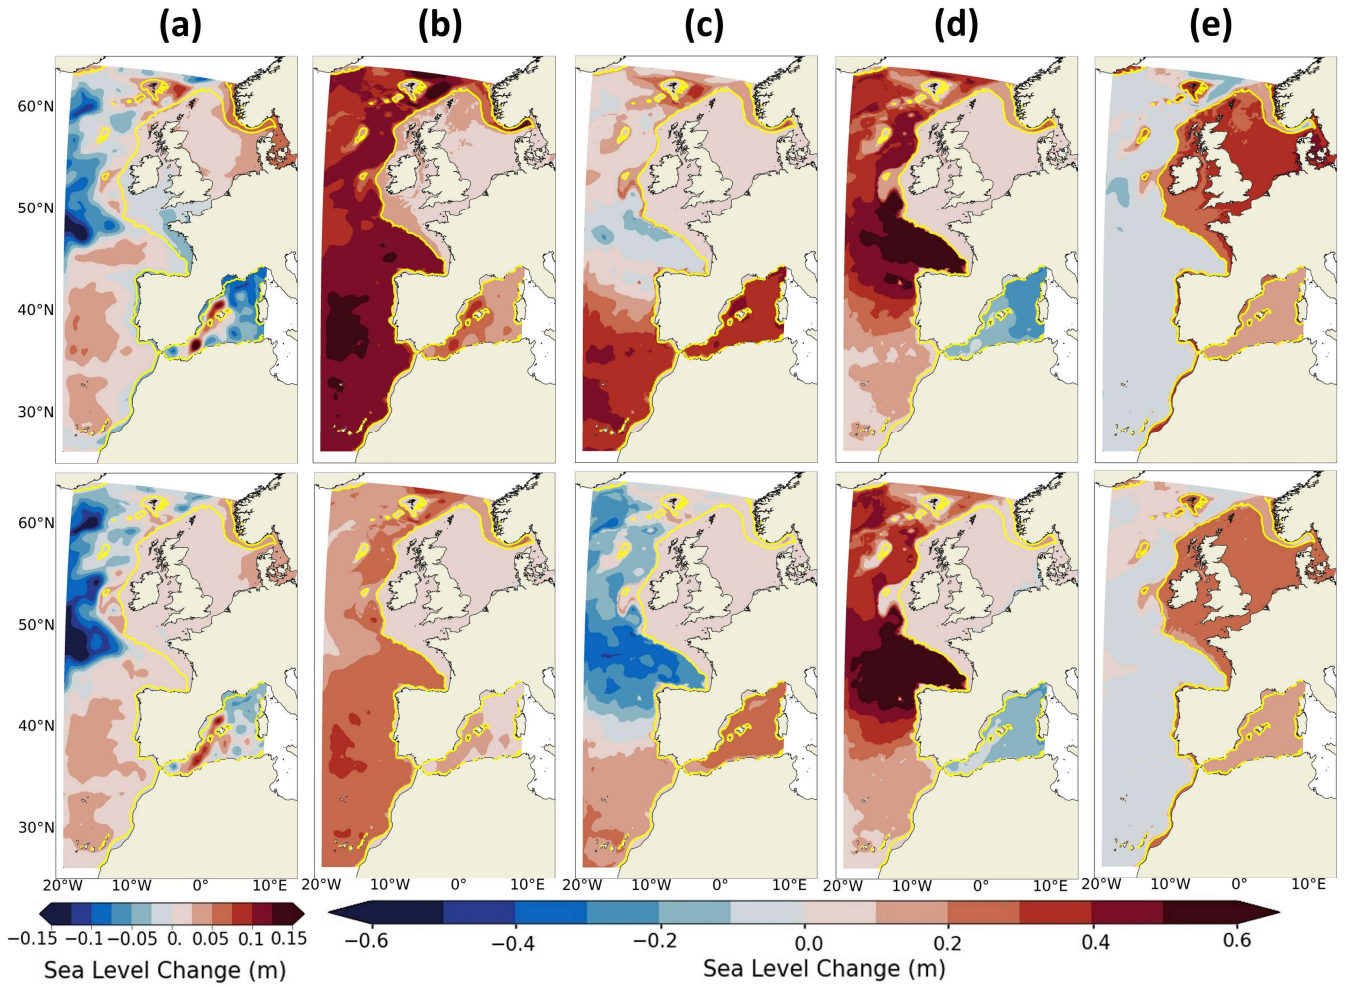 (a) (b) (c) (d) (e)
60°N
50°N
40°N
30°N
60°N
50°N
40°N
30°N
20°W 10°W 0° 10°E 20°W 10°W 0° 10°E 20°W 10°W 0° 10°E 20°W 10°W 0° 10°E 20°W 10°W 0° 10°E
−0.15 −0.1 −0.05 0. 0.05 0.1 0.15 −0.6 −0.4 −0.2 0.0 0.2 0.4 0.6
Sea Level Change (m) Sea Level Change (m)